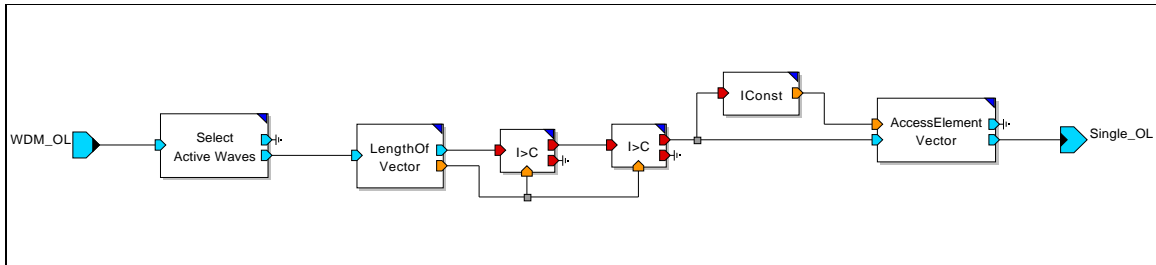 WDM_OL
Select
Active Waves
LengthOf
Vector
I>C
I>C
IConst
AccessElement
Vector
Single_OL